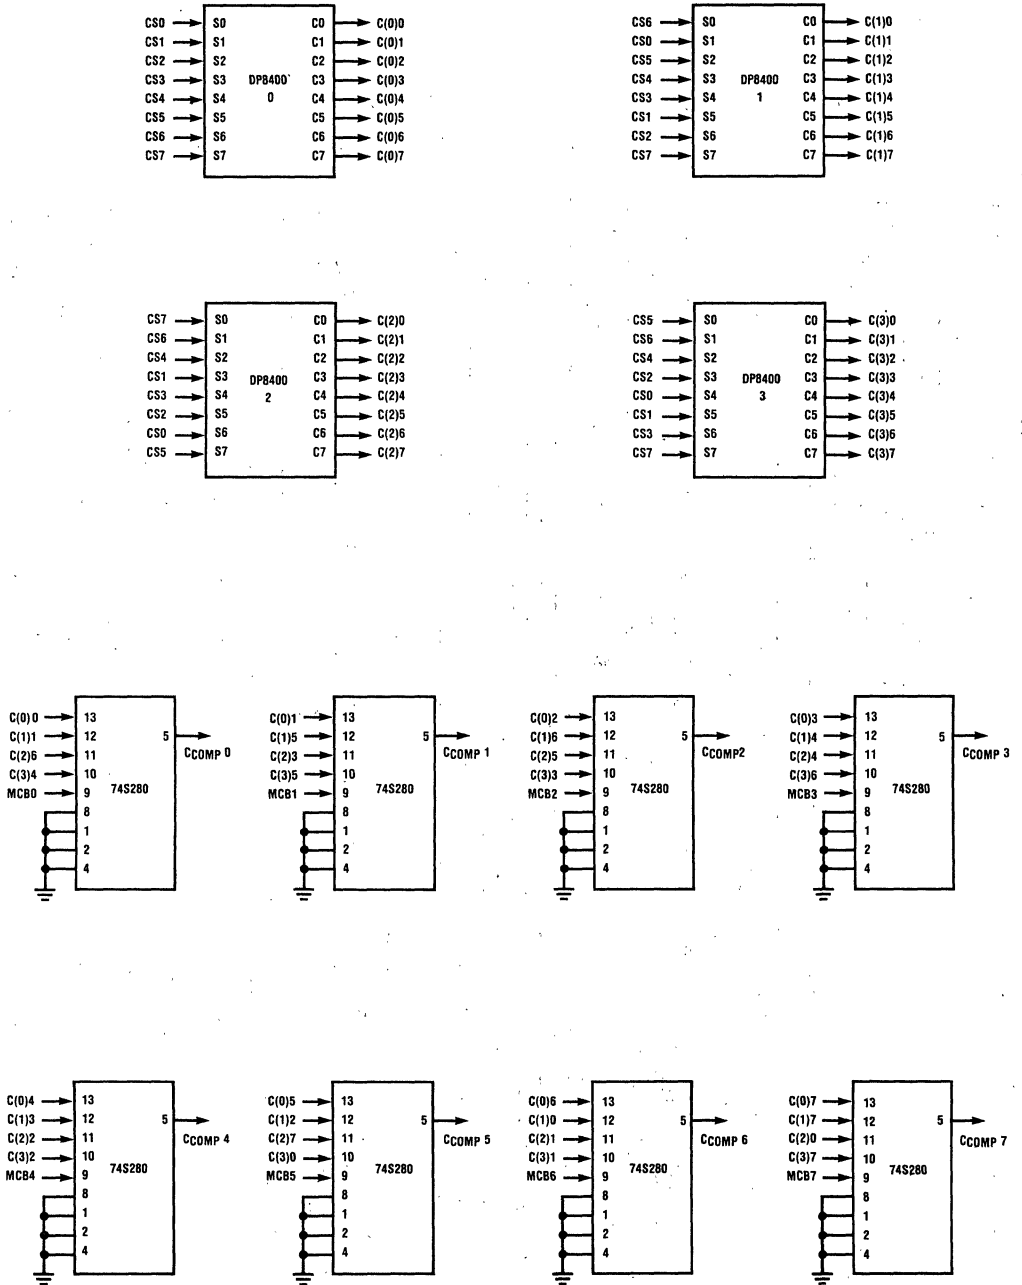 CS0 S0 C0 C(0)0
CS1 S1 C1 C(0)1
CS2 S2 C2 C(0)2
CS3 S3 DP8400 C3 C(0)3
CS4 S4 0 C4 C(0)4
CS5 S5 C5 C(0)5
CS6 S6 C6 C(0)6
CS7 S7 C7 C(0)7
CS6 S0 C0 C(1)0
CS0 S1 C1 C(1)1
CS5 S2 C2 C(1)2
CS4 S3 DP8400 C3 C(1)3
CS3 S4 1 C4 C(1)4
CS1 S5 C5 C(1)5
CS2 S6 C6 C(1)6
CS7 S7 C7 C(1)7
CS7 S0 C0 C(2)0
CS6 S1 C1 C(2)1
CS4 S2 C2 C(2)2
CS1 S3 DP8400 C3 C(2)3
CS3 S4 2 C4 C(2)4
CS2 S5 C5 C(2)5
CS0 S6 C6 C(2)6
CS5 S7 C7 C(2)7
CS5 S0 C0 C(3)0
CS6 S1 C1 C(3)1
CS4 S2 C2 C(3)2
CS2 S3 DP8400 C3 C(3)3
CS0 S4 3 C4 C(3)4
CS1 S5 C5 C(3)5
CS3 S6 C6 C(3)6
CS7 S7 C7 C(3)7
C(0)0 13
C(1)1 12 5
C(2)6 11 CCOMP 0
C(3)4 10
MCB0 9 74S280
8
1
2
4
C(0)1 13
C(1)5 12 5
C(2)3 11 CCOMP 1
C(3)5 10
MCB1 9 74S280
8
1
2
4
C(0)2 13
C(1)6 12 5
C(2)5 11 CCOMP2
C(3)3 10
MCB2 9 74S280
8
1
2
4
C(0)3 13
C(1)4 12 5
C(2)4 11 CCOMP 3
C(3)6 10
MCB3 9 74S280
8
1
2
4
C(0)4 13
C(1)3 12 5
C(2)2 11 CCOMP 4
C(3)2 10
MCB4 9 74S280
8
1
2
4
C(0)5 13
C(1)2 12 5
C(2)7 11 CCOMP 5
C(3)0 10
MCB5 9 74S280
8
1
2
4
C(0)6 13
C(1)0 12 5
C(2)1 11 CCOMP 6
C(3)1 10
MCB6 9 74S280
8
1
2
4
C(0)7 13
C(1)7 12 5
C(2)0 11 CCOMP 7
C(3)7 10
MCB7 9 74S280
8
1
2
4